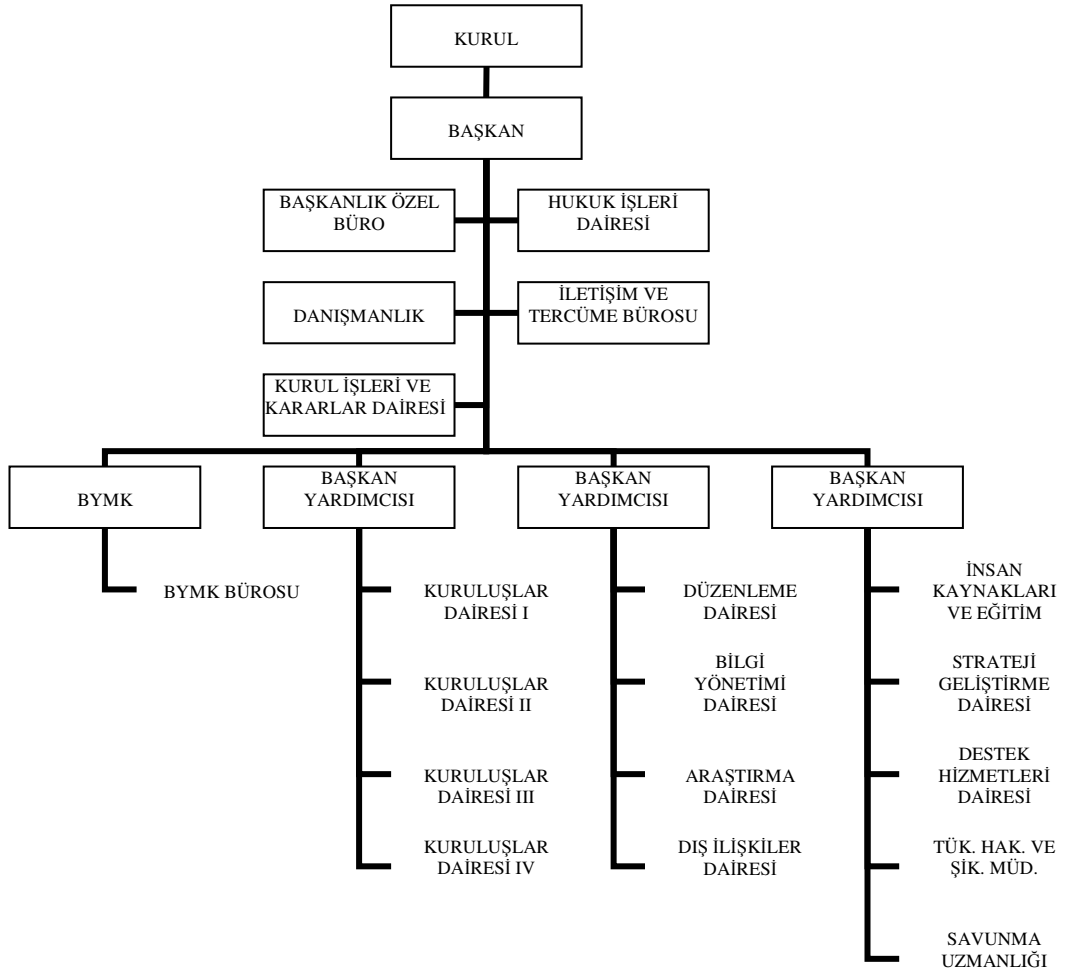 KURUL
BAŞKAN
BAŞKANLIK ÖZEL
BÜRO
HUKUK İŞLERİ
DAİRESİ
DANIŞMANLIK
İLETİŞİM VE
TERCÜME BÜROSU
KURUL İŞLERİ VE
KARARLAR DAİRESİ
BYMK
BAŞKAN
YARDIMCISI
BAŞKAN
YARDIMCISI
BAŞKAN
YARDIMCISI
BYMK BÜROSU
KURULUŞLAR
DAİRESİ I
DÜZENLEME
DAİRESİ
İNSAN
KAYNAKLARI
VE EĞİTİM
KURULUŞLAR
DAİRESİ II
BİLGİ
YÖNETİMİ
DAİRESİ
STRATEJİ
GELİŞTİRME
DAİRESİ
KURULUŞLAR
DAİRESİ III
ARAŞTIRMA
DAİRESİ
DESTEK
HİZMETLERİ
DAİRESİ
KURULUŞLAR
DAİRESİ IV
DIŞ İLİŞKİLER
DAİRESİ
TÜK. HAK. VE
ŞİK. MÜD.
SAVUNMA
UZMANLIĞI